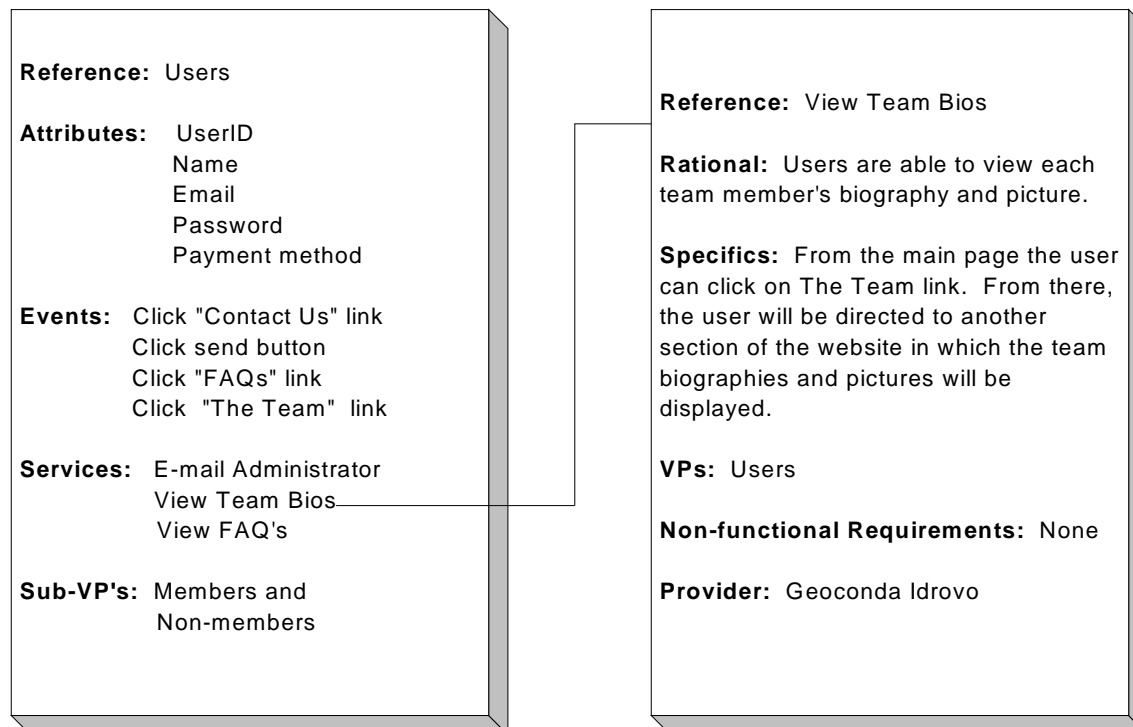 Reference: Users
Attributes: UserID
Name
Email
Password
Payment method
Events: Click "Contact Us" link
Click send button
Click "FAQs" link
Click "The Team" link
Services: E-mail Administrator
View Team Bios
View FAQ's
Sub-VP's: Members and
Non-members
Reference: View Team Bios
Rational: Users are able to view each
team member's biography and picture.
Specifics: From the main page the user
can click on The Team link. From there,
the user will be directed to another
section of the website in which the team
biographies and pictures will be
displayed.
VPs: Users
Non-functional Requirements: None
Provider: Geoconda Idrovo